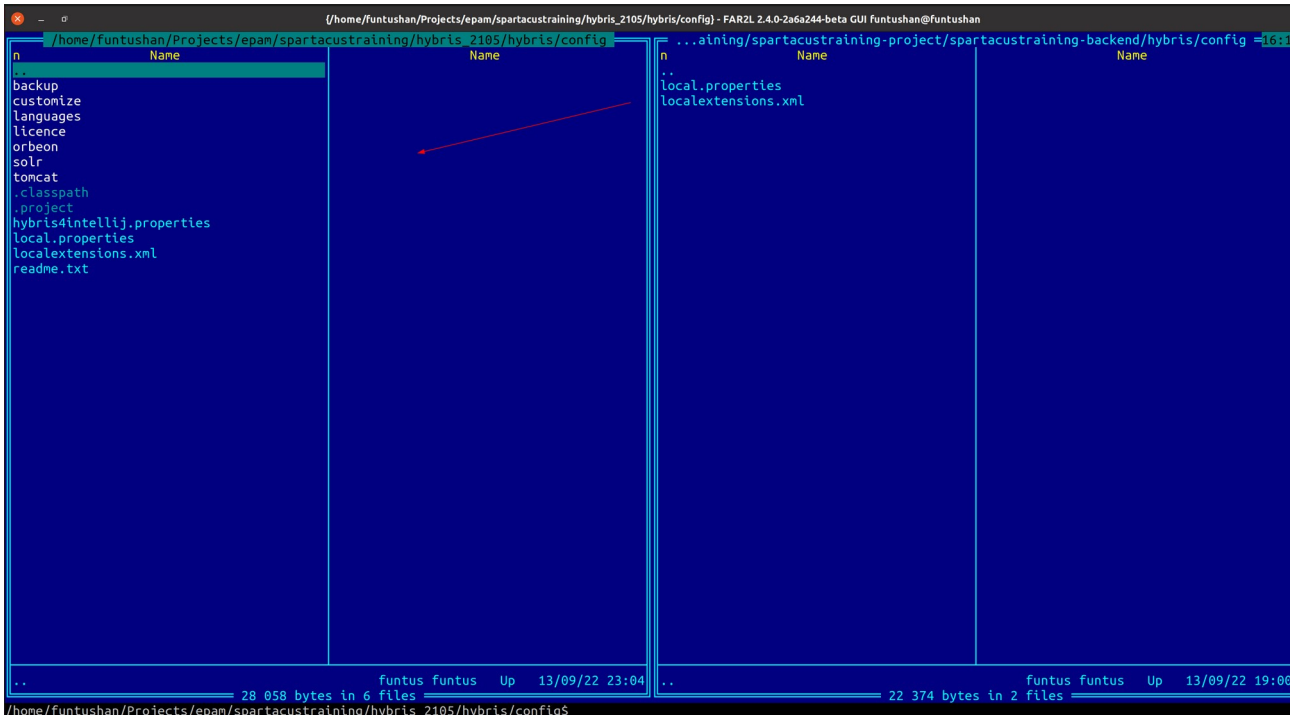 {/home/funtushan/Projects/epam/spartacustraining/hybris_2105/hybris/config} - FAR2L 2.4.0-2a6a244-beta GUI funtushan@funtushan
/home/funtushan/Projects/epam/spartacustraining/hybris_2105/hybris/config
n Name Name
..
backup
customize
languages
licence
orbeon
solr
tomcat
.classpath
.project
hybris4intellij.properties
local.properties
localextensions.xml
readme.txt
.. funtus funtus Up 13/09/22 23:04
28 058 bytes in 6 files
...aining/spartacustraining-project/spartacustraining-backend/hybris/config 16:1
n Name Name
..
local.properties
localextensions.xml
.. funtus funtus Up 13/09/22 19:00
22 374 bytes in 2 files
/home/funtushan/Projects/epam/spartacustraining/hybris_2105/hybris/config$